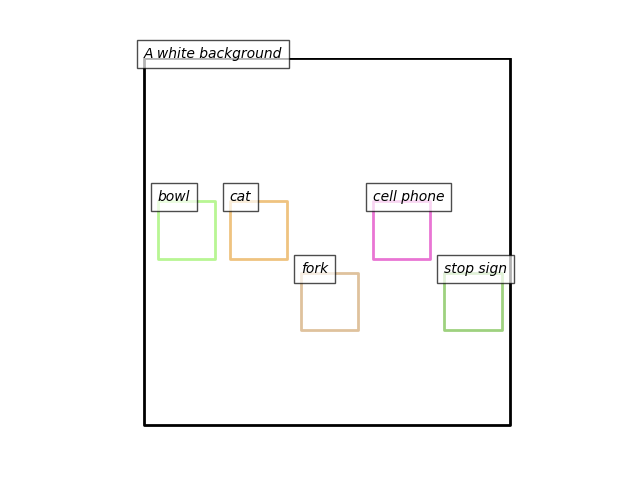 A white background
bowl
cat
cell phone
fork
stop sign